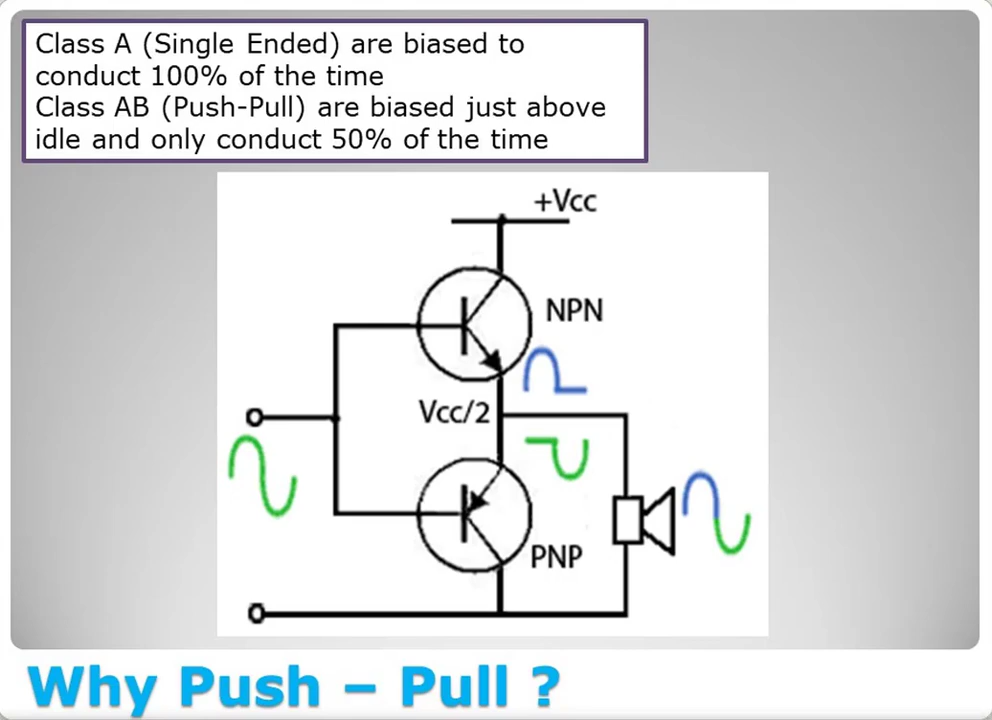 Class A (Single Ended) are biased to
conduct 100% of the time
Class AB (Push-Pull) are biased just above
idle and only conduct 50% of the time
+Vcc
NPN
Vcc/2
PNP
Why Push – Pull ?